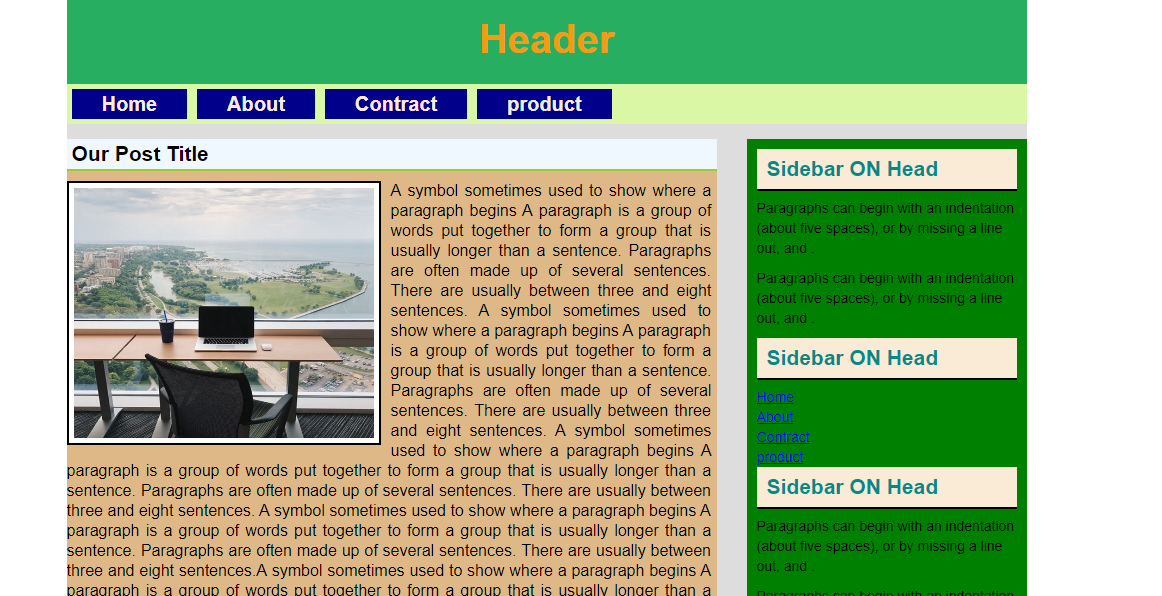 Header
Home About Contract product
Our Post Title
A symbol sometimes used to show where a
paragraph begins A paragraph is a group of
words put together to form a group that is
usually longer than a sentence. Paragraphs
are often made up of several sentences.
There are usually between three and eight
sentences. A symbol sometimes used to
show where a paragraph begins A paragraph
is a group of words put together to form a
group that is usually longer than a sentence.
Paragraphs are often made up of several
sentences. There are usually between three
and eight sentences. A symbol sometimes
used to show where a paragraph begins A
paragraph is a group of words put together to form a group that is usually longer than a
sentence. Paragraphs are often made up of several sentences. There are usually between
three and eight sentences. A symbol sometimes used to show where a paragraph begins A
paragraph is a group of words put together to form a group that is usually longer than a
sentence. Paragraphs are often made up of several sentences. There are usually between
three and eight sentences.A symbol sometimes used to show where a paragraph begins A
paragraph is a group of words put together to form a group that is usually longer than a
Sidebar ON Head
Paragraphs can begin with an indentation
(about five spaces), or by missing a line
out, and .
Paragraphs can begin with an indentation
(about five spaces), or by missing a line
out, and .
Sidebar ON Head
Home
About
Contract
product
Sidebar ON Head
Paragraphs can begin with an indentation
(about five spaces), or by missing a line
out, and .
Paragraphs can begin with an indentation